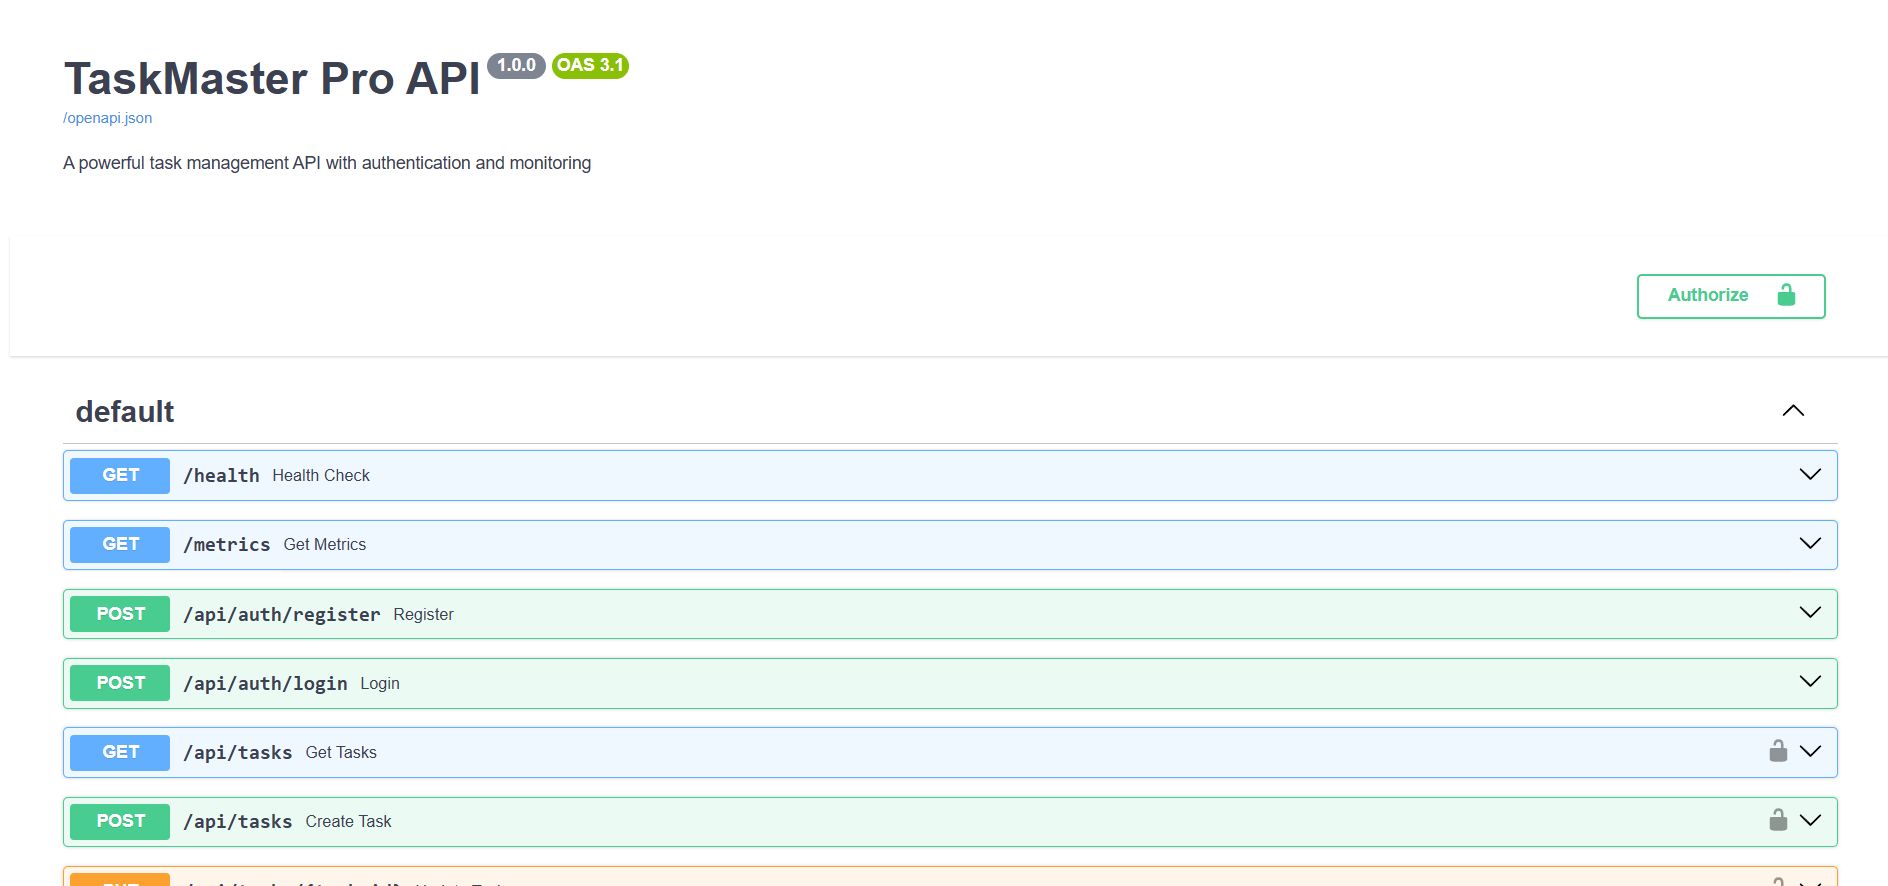 TaskMaster Pro API 1.0.0 OAS 3.1
/openapi.json
A powerful task management API with authentication and monitoring
Authorize
default
GET /health Health Check
GET /metrics Get Metrics
POST /api/auth/register Register
POST /api/auth/login Login
GET /api/tasks Get Tasks
POST /api/tasks Create Task